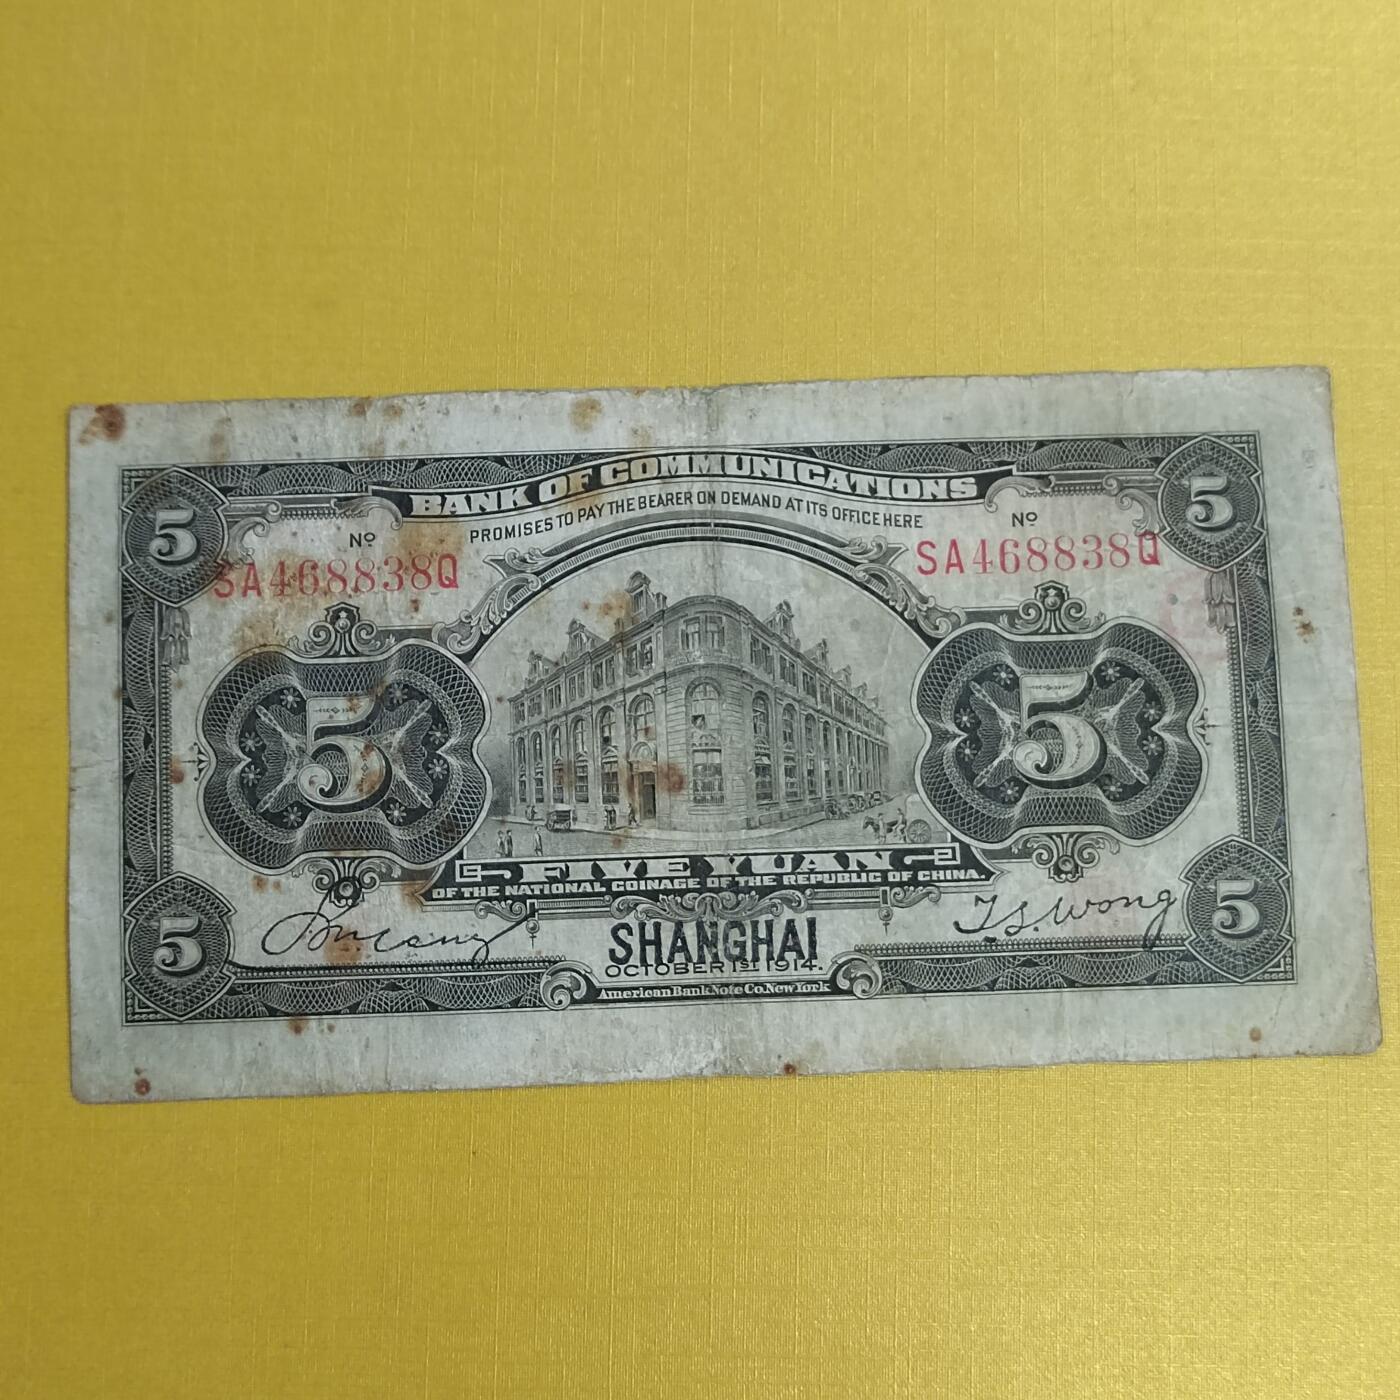 BANK OF COMMUNICATIONS
PROMISES TO PAY THE BEARER ON DEMAND AT ITS OFFICE HERE
5
5
Nº
Nº
SA468838Q
SA468838Q
5
5
FIVE YUAN
OF THE NATIONAL COINAGE OF THE REPUBLIC OF CHINA.
T.S. Wong
5
5
SHANGHAI
OCTOBER 1ST 1914.
American Bank Note Co. New York